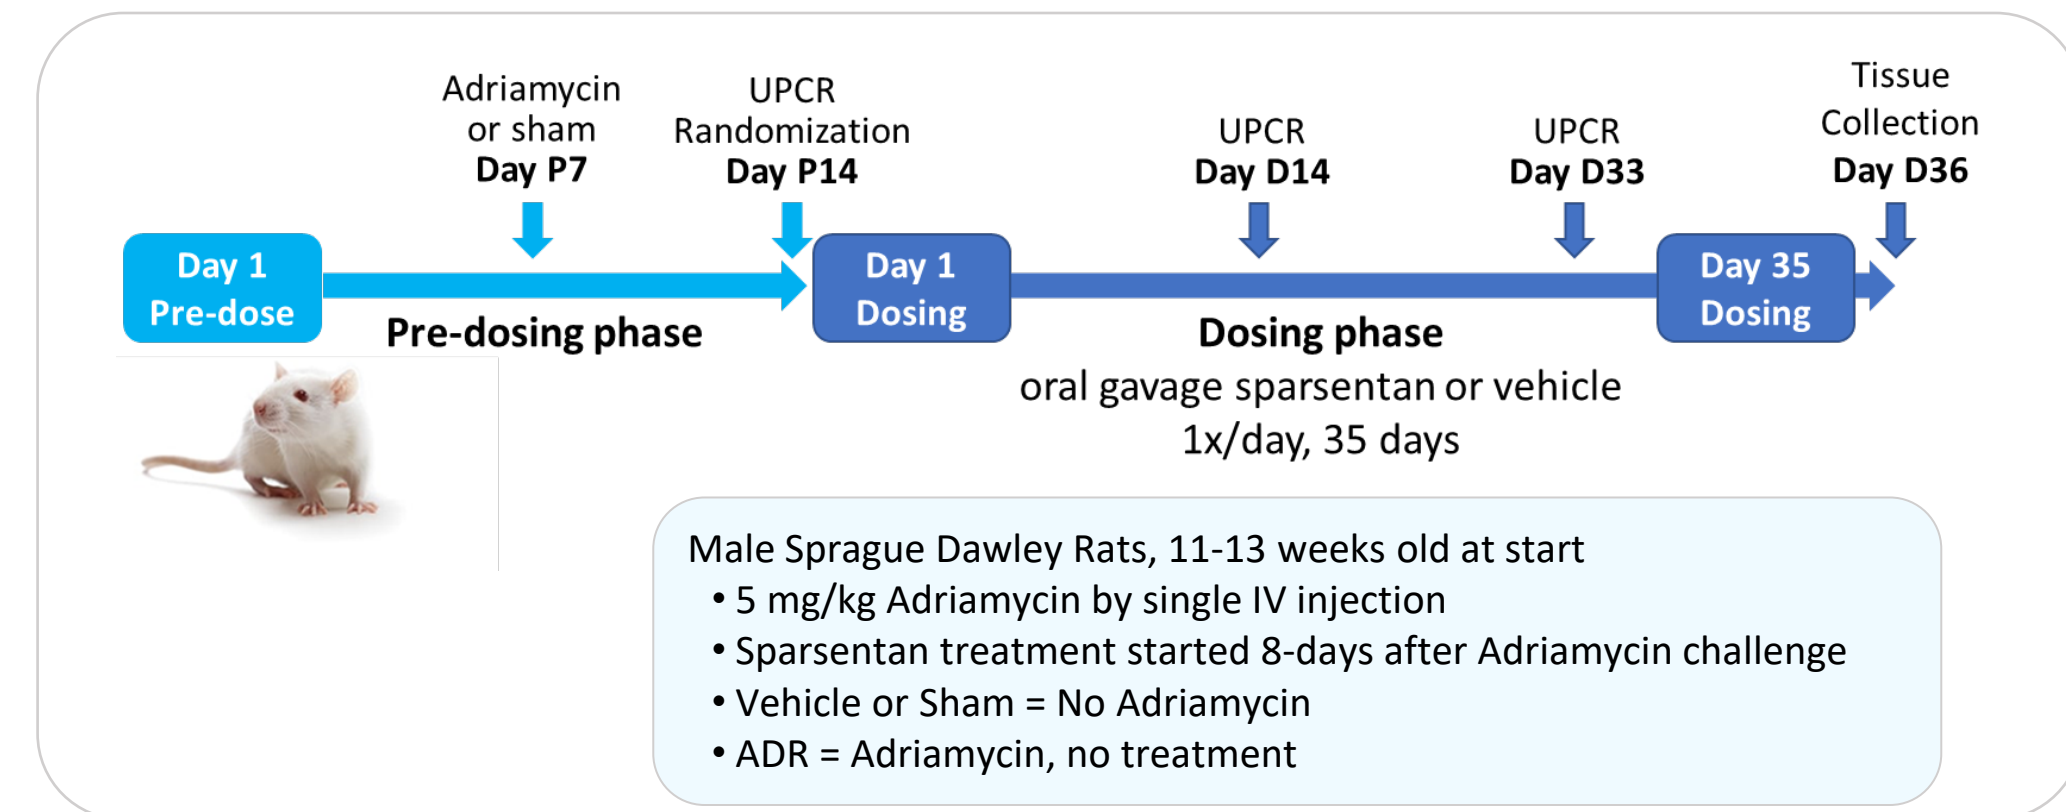 Adriamycin
or sham
Day P7
UPCR
Randomization
Day P14
UPCR
Day D14
UPCR
Day D33
Tissue
Collection
Day D36
Day 1
Pre-dose
Day 1
Dosing
Day 35
Dosing
Pre-dosing phase
Dosing phase
oral gavage sparsentan or vehicle
1x/day, 35 days
Male Sprague Dawley Rats, 11-13 weeks old at start
• 5 mg/kg Adriamycin by single IV injection
• Sparsentan treatment started 8-days after Adriamycin challenge
• Vehicle or Sham = No Adriamycin
• ADR = Adriamycin, no treatment